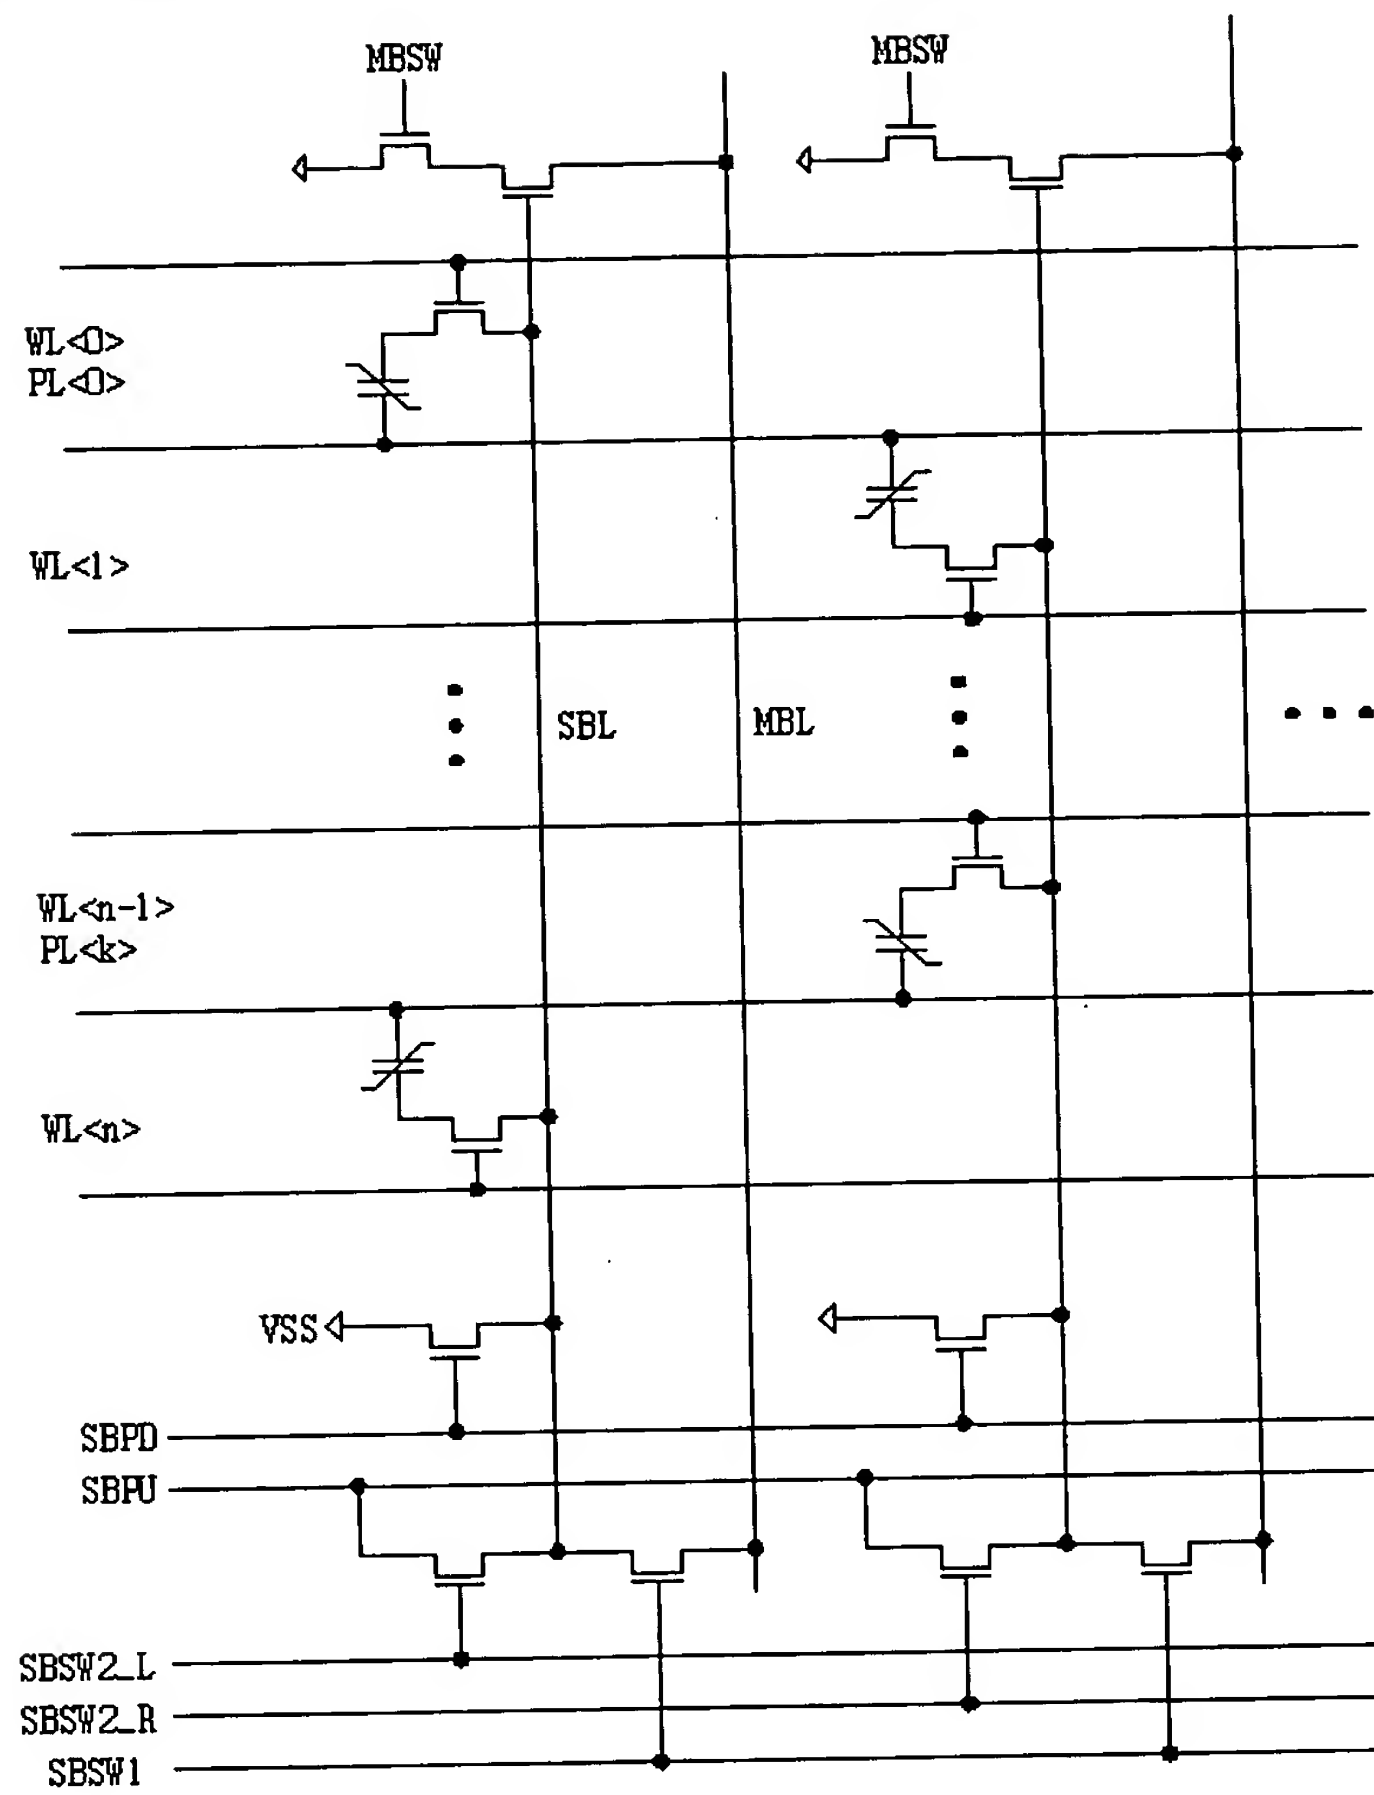 MBSW
MBSW
WL<0>
PL<0>
WL<1>
SBL
MBL
WL<n-1>
PL<k>
WL<n>
VSS
SBPD
SBPU
SBSW2_L
SBSW2_R
SBSW1